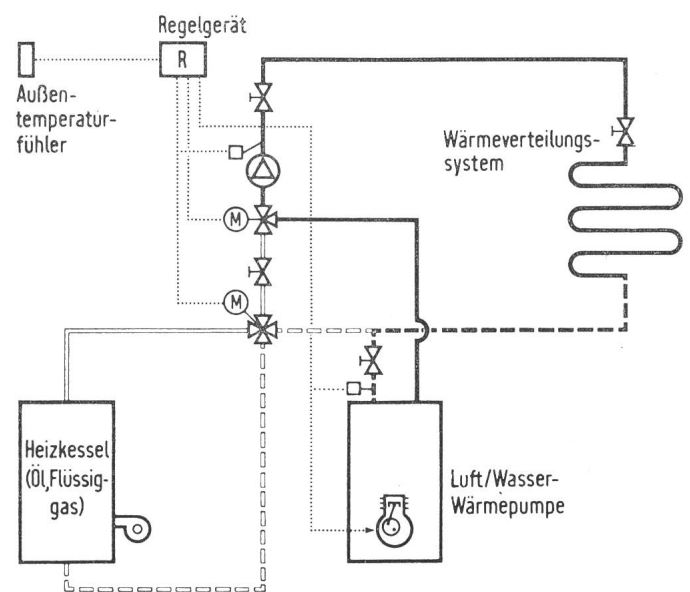 Regelgerät
R
Außen-
temperatur-
fühler
Wärmeverteilungs-
system
M
M
Heizkessel
(Öl,Flüssig-
gas)
Luft/Wasser-
Wärmepumpe